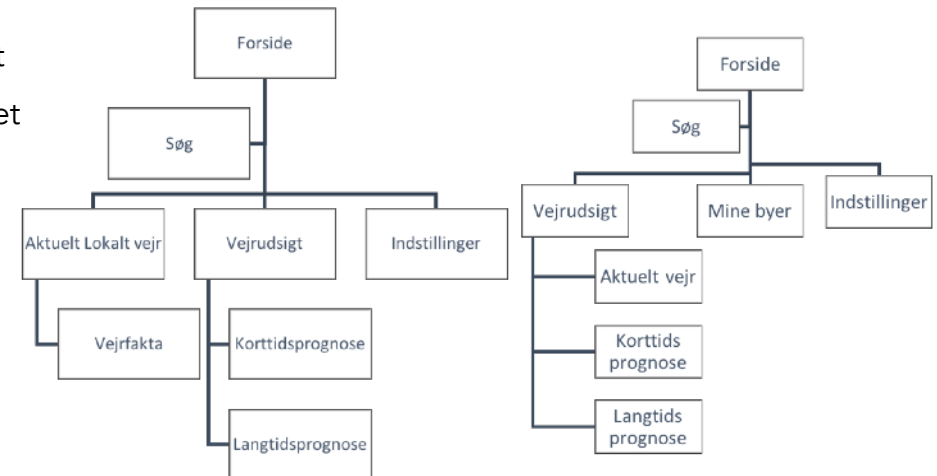 t
et
Forside
Søg
Aktuelt Lokalt vejr
Vejrudsigt
Indstillinger
Vejrfakta
Korttidsprognose
Langtidsprognose
Forside
Søg
Vejrudsigt
Mine byer
Indstillinger
Aktuelt vejr
Korttids
prognose
Langtids
prognose